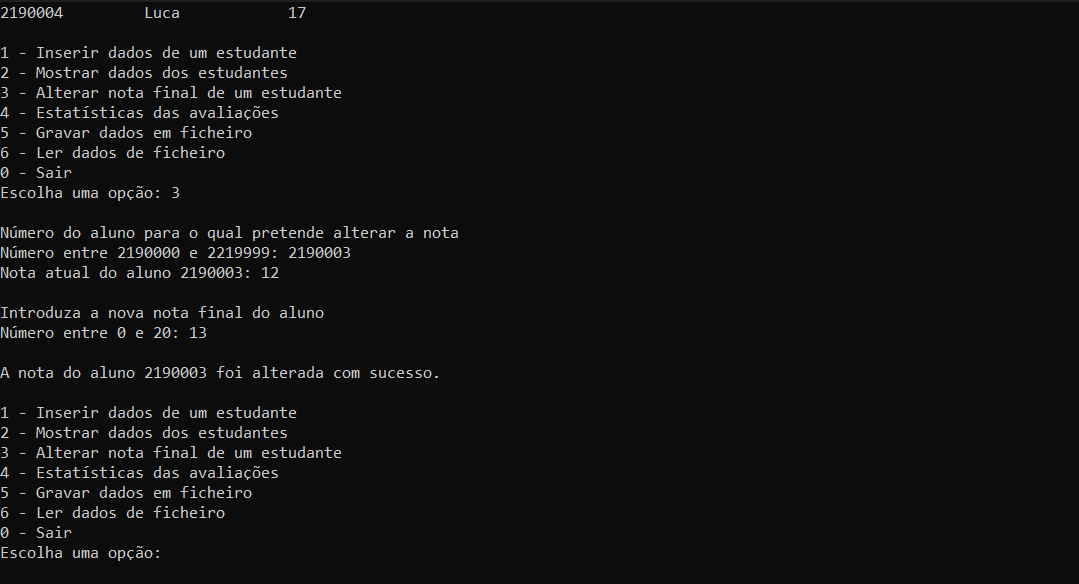 2190004 Luca 17
1 - Inserir dados de um estudante
2 - Mostrar dados dos estudantes
3 - Alterar nota final de um estudante
4 - Estatísticas das avaliações
5 - Gravar dados em ficheiro
6 - Ler dados de ficheiro
0 - Sair
Escolha uma opção: 3
Número do aluno para o qual pretende alterar a nota
Número entre 2190000 e 2219999: 2190003
Nota atual do aluno 2190003: 12
Introduza a nova nota final do aluno
Número entre 0 e 20: 13
A nota do aluno 2190003 foi alterada com sucesso.
1 - Inserir dados de um estudante
2 - Mostrar dados dos estudantes
3 - Alterar nota final de um estudante
4 - Estatísticas das avaliações
5 - Gravar dados em ficheiro
6 - Ler dados de ficheiro
0 - Sair
Escolha uma opção: